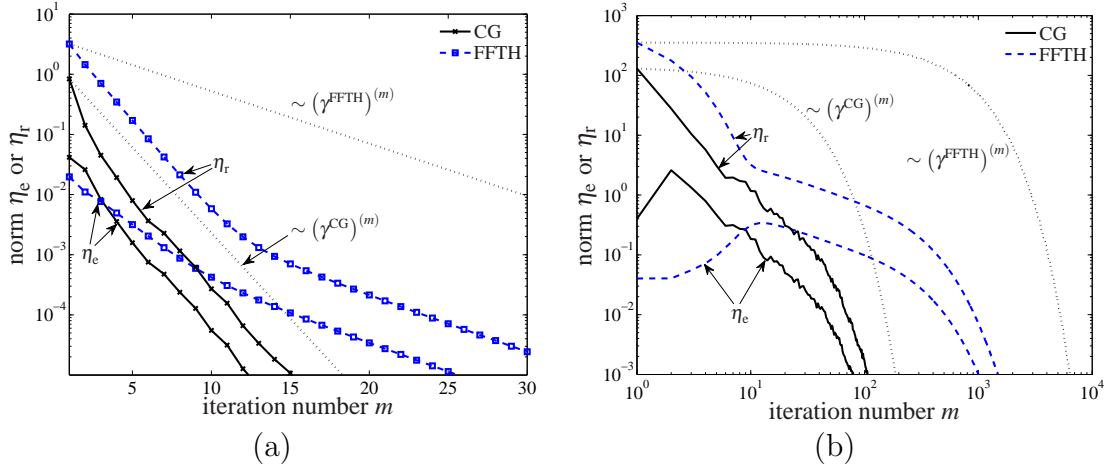 10^1
10^0
10^{-1}
10^{-2}
10^{-3}
10^{-4}
norm η_e or η_r
5 10 15 20 25 30
iteration number m
CG
FFTH
∼ (γ^{FFTH})^{(m)}
η_r
∼ (γ^{CG})^{(m)}
η_e
(a)
10^3
10^2
10^1
10^0
10^{-1}
10^{-2}
10^{-3}
norm η_e or η_r
10^0 10^1 10^2 10^3 10^4
iteration number m
CG
FFTH
∼ (γ^{CG})^{(m)}
η_r
∼ (γ^{FFTH})^{(m)}
η_e
(b)